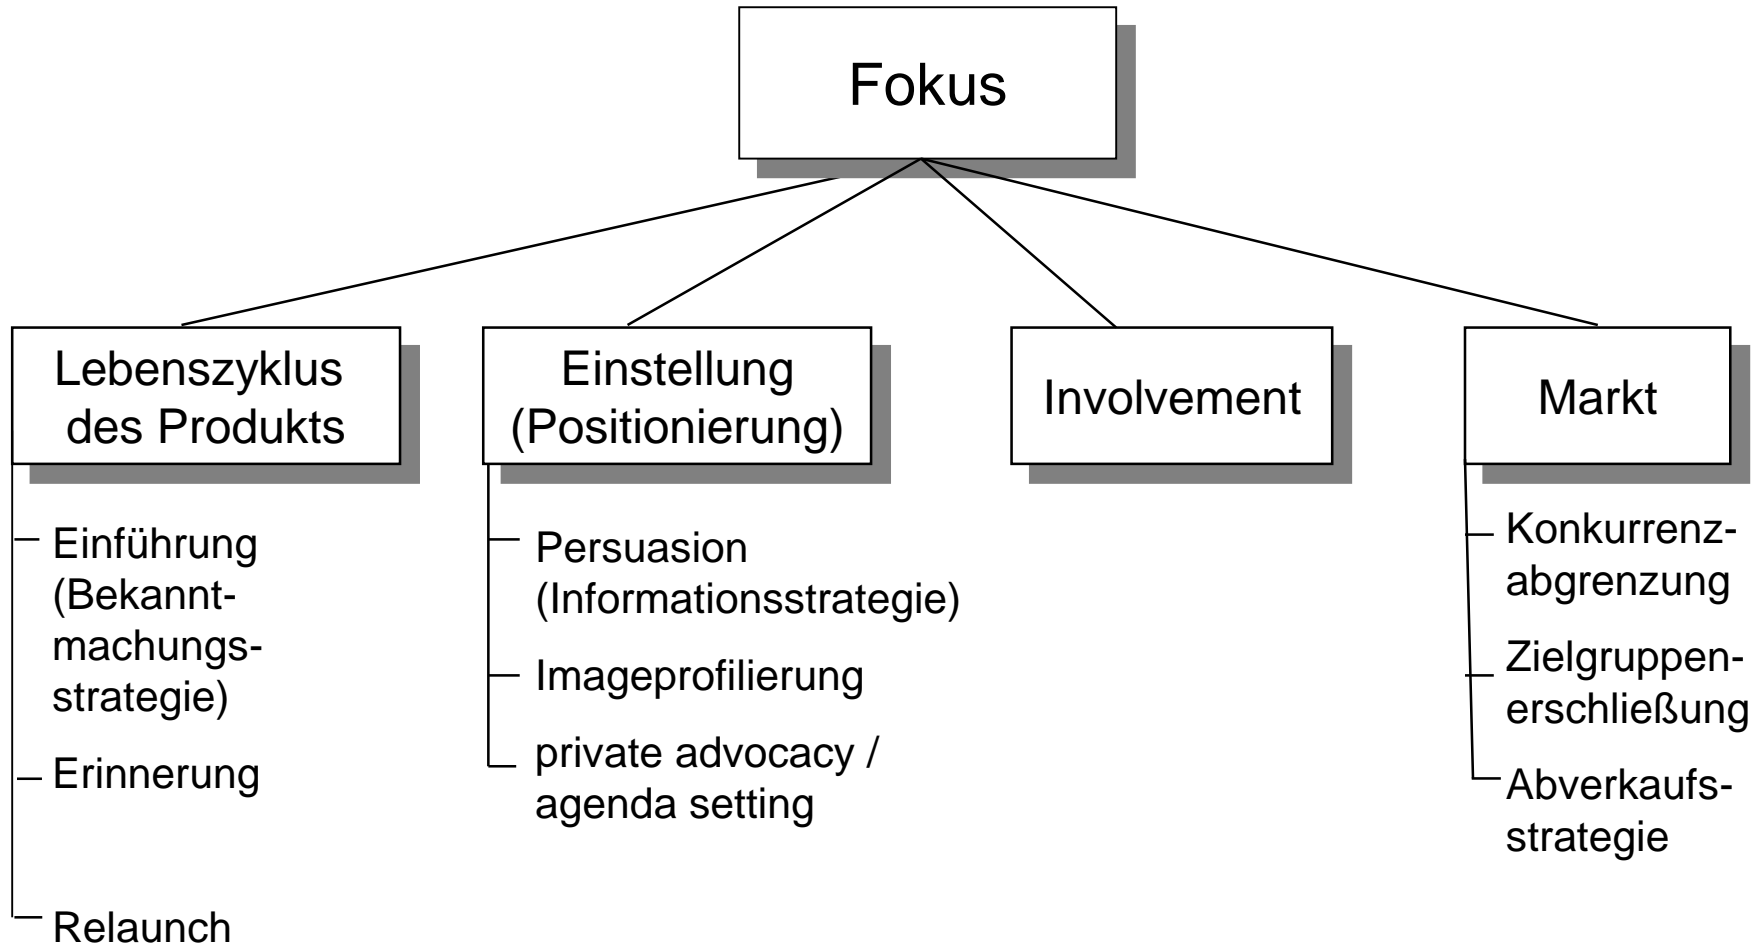 Fokus
Lebenszyklus
des Produkts
Einführung
(Bekannt-
machungs-
strategie)
Erinnerung
Relaunch
Einstellung
(Positionierung)
Persuasion
(Informationsstrategie)
Imageprofilierung
private advocacy /
agenda setting
Involvement
Markt
Konkurrenz-
abgrenzung
Zielgruppen-
erschließung
Abverkaufs-
strategie